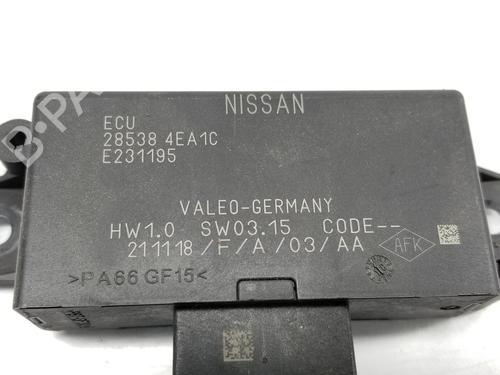 NISSAN
ECU
28538 4EA1C
E231195
VALEO-GERMANY
HW1.0 SW03.15 CODE--
211118/F/A/03/AA
AFK
>PA66 GF15<